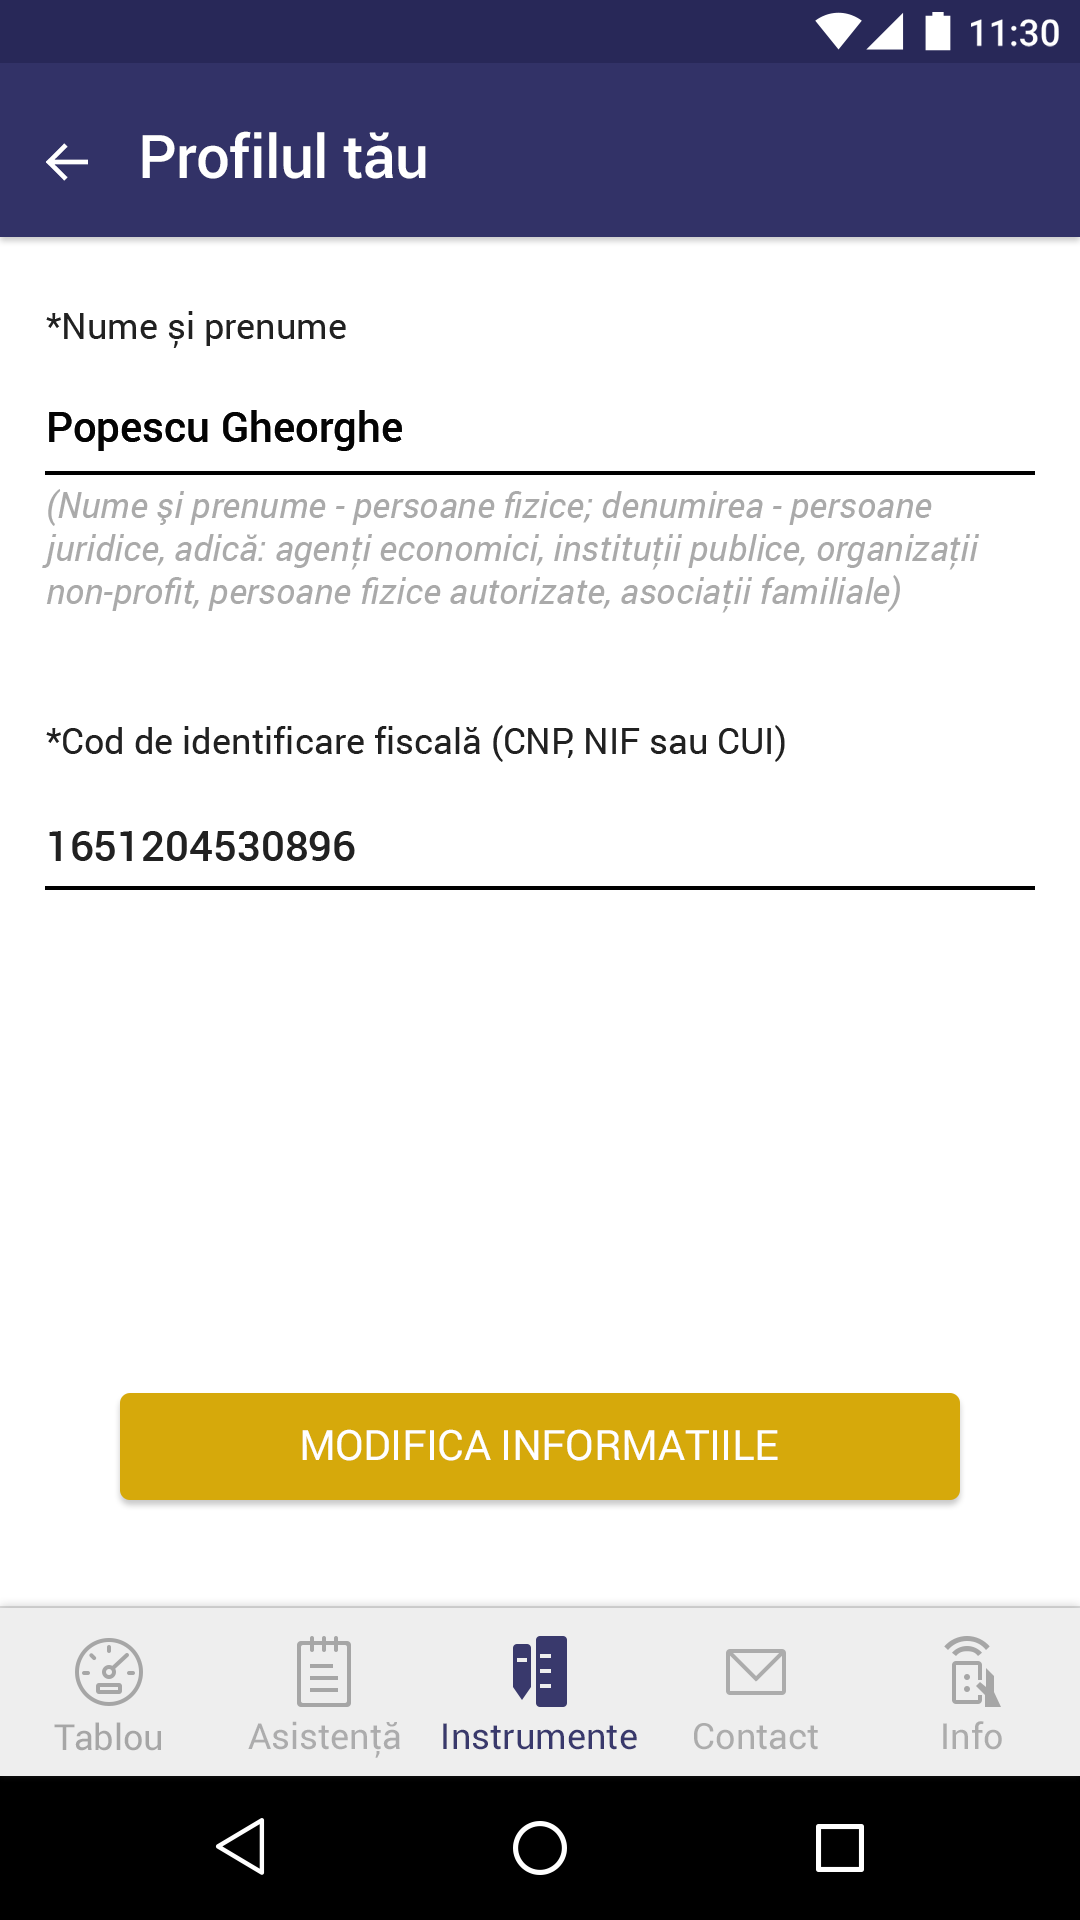 11:30
Profilul tău
*Nume și prenume
Popescu Gheorghe
(Nume şi prenume - persoane fizice; denumirea - persoane
juridice, adică: agenți economici, instituții publice, organizații
non-profit, persoane fizice autorizate, asociații familiale)
*Cod de identificare fiscală (CNP, NIF sau CUI)
1651204530896
MODIFICA INFORMATIILE
Tablou Asistență Instrumente Contact Info